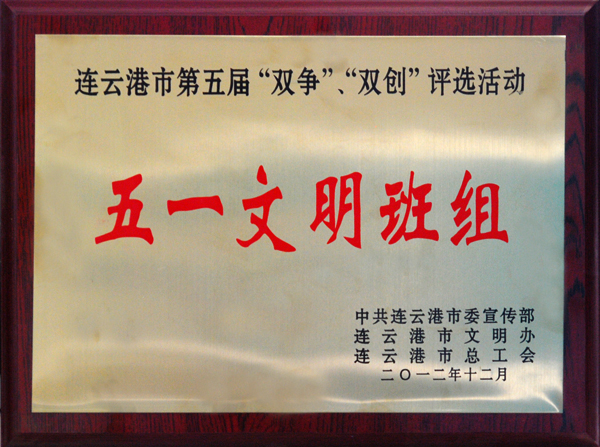 连云港市第五届“双争”、“双创”评选活动
五一文明班组
中共连云港市委宣传部
连云港市文明办
连云港市总工会
二〇一二年十二月